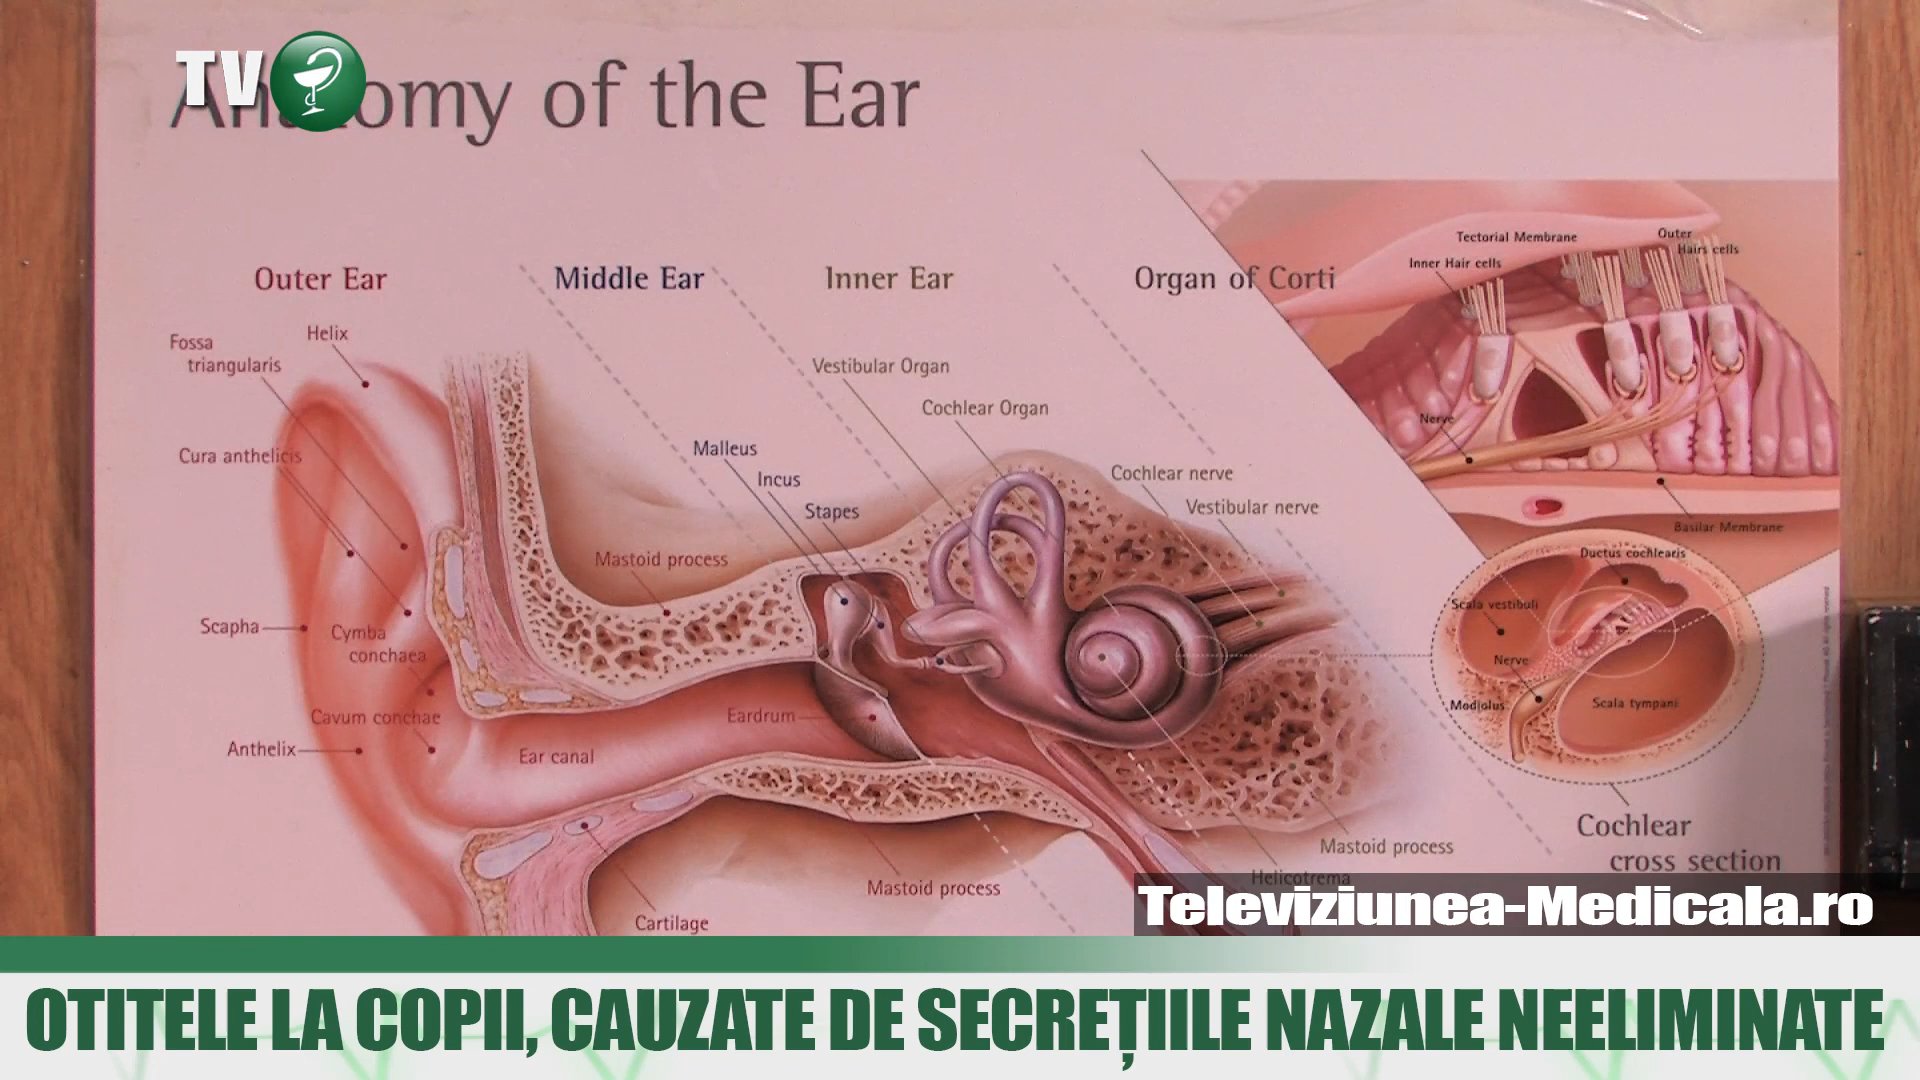 TV
Anatomy of the Ear
Outer Ear
Middle Ear
Inner Ear
Organ of Corti
Tectorial Membrane
Outer
Hairs cells
Inner Hair cells
Nerve
Basilar Membrane
Fossa
triangularis
Helix
Cura anthelicis
Scapha
Cymba
conchaea
Cavum conchae
Anthelix
Ear canal
Cartilage
Mastoid process
Malleus
Incus
Stapes
Eardrum
Mastoid process
Vestibular Organ
Cochlear Organ
Cochlear nerve
Vestibular nerve
Mastoid process
Helicotrema
Ductus cochlearis
Scala vestibuli
Nerve
Modiolus
Scala tympani
Cochlear
cross section
Televiziunea-Medicala.ro
OTITELE LA COPII, CAUZATE DE SECREȚIILE NAZALE NEELIMINATE